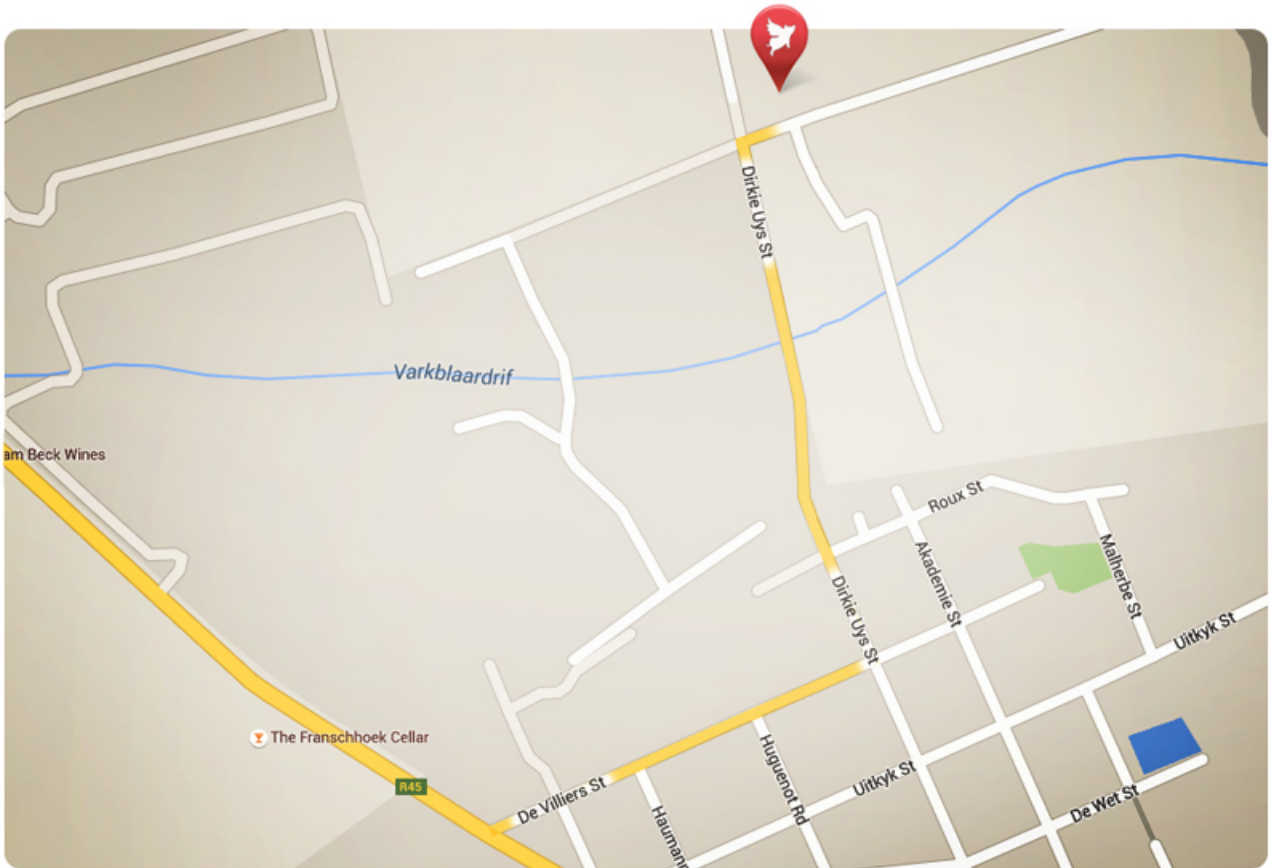 Dirkie Uys St
Varkblaardrif
am Beck Wines
Roux St
Akademie St
Malherbe St
Dirkie Uys St
Uitkyk St
The Franschhoek Cellar
R45
De Villiers St
Huguenot Rd
Uitkyk St
De Wet St
Haumann